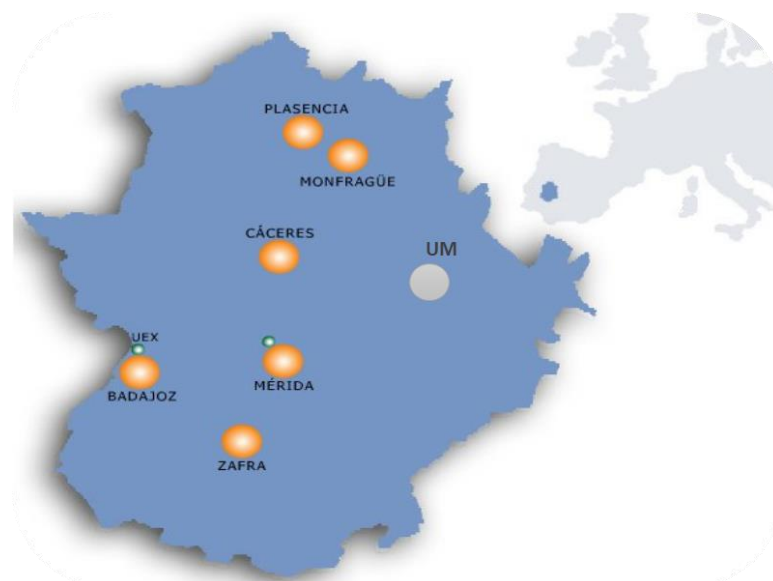 PLASENCIA
MONFRAGÜE
CÁCERES
UM
UEX
BADAJOZ
MÉRIDA
ZAFRA